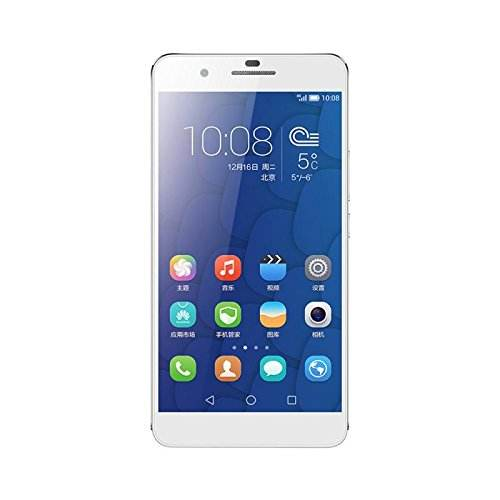 4G 10:08
10:08
12月16日 周二
北京
5°C
5°/-6°
主题 音乐 视频 设置
应用市场 手机管家 图库 相机